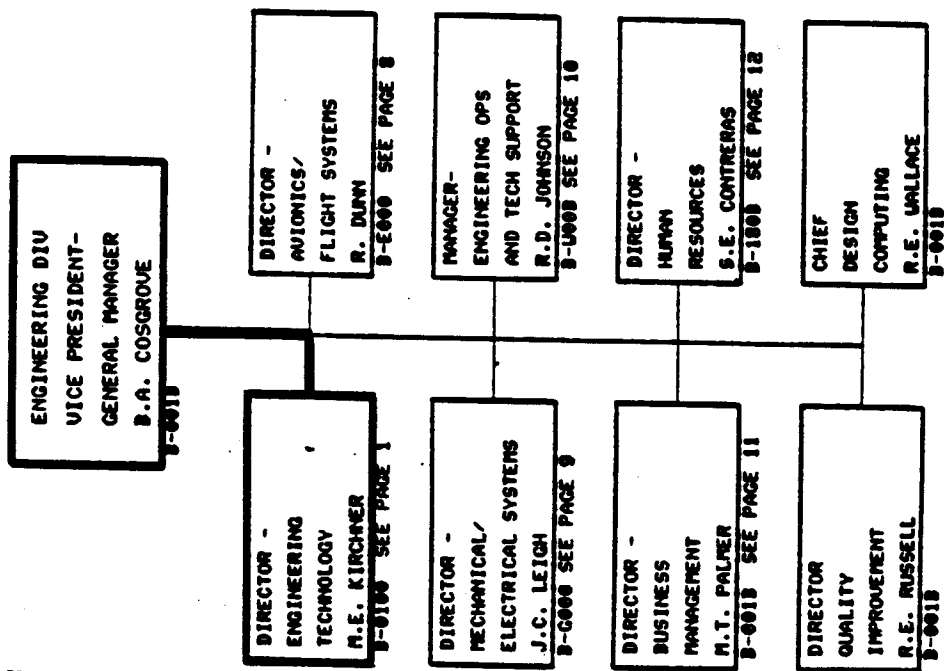 ENGINEERING DIV
VICE PRESIDENT-
GENERAL MANAGER
B.A. COSGROVE
B-001B
DIRECTOR -
ENGINEERING
TECHNOLOGY
M.E. KIRCHNER
B-0100 SEE PAGE 1
DIRECTOR -
AVIONICS/
FLIGHT SYSTEMS
R. DUNN
B-E000 SEE PAGE 8
DIRECTOR -
MECHANICAL/
ELECTRICAL SYSTEMS
J.C. LEIGH
B-G000 SEE PAGE 9
MANAGER-
ENGINEERING OPS
AND TECH SUPPORT
R.D. JOHNSON
B-W00B SEE PAGE 10
DIRECTOR -
BUSINESS
MANAGEMENT
M.T. PALMER
B-001B SEE PAGE 11
DIRECTOR -
HUMAN
RESOURCES
S.E. CONTRERAS
B-180B SEE PAGE 12
DIRECTOR
QUALITY
IMPROVEMENT
R.E. RUSSELL
B-001B
CHIEF
DESIGN
COMPUTING
R.E. WALLACE
B-001B